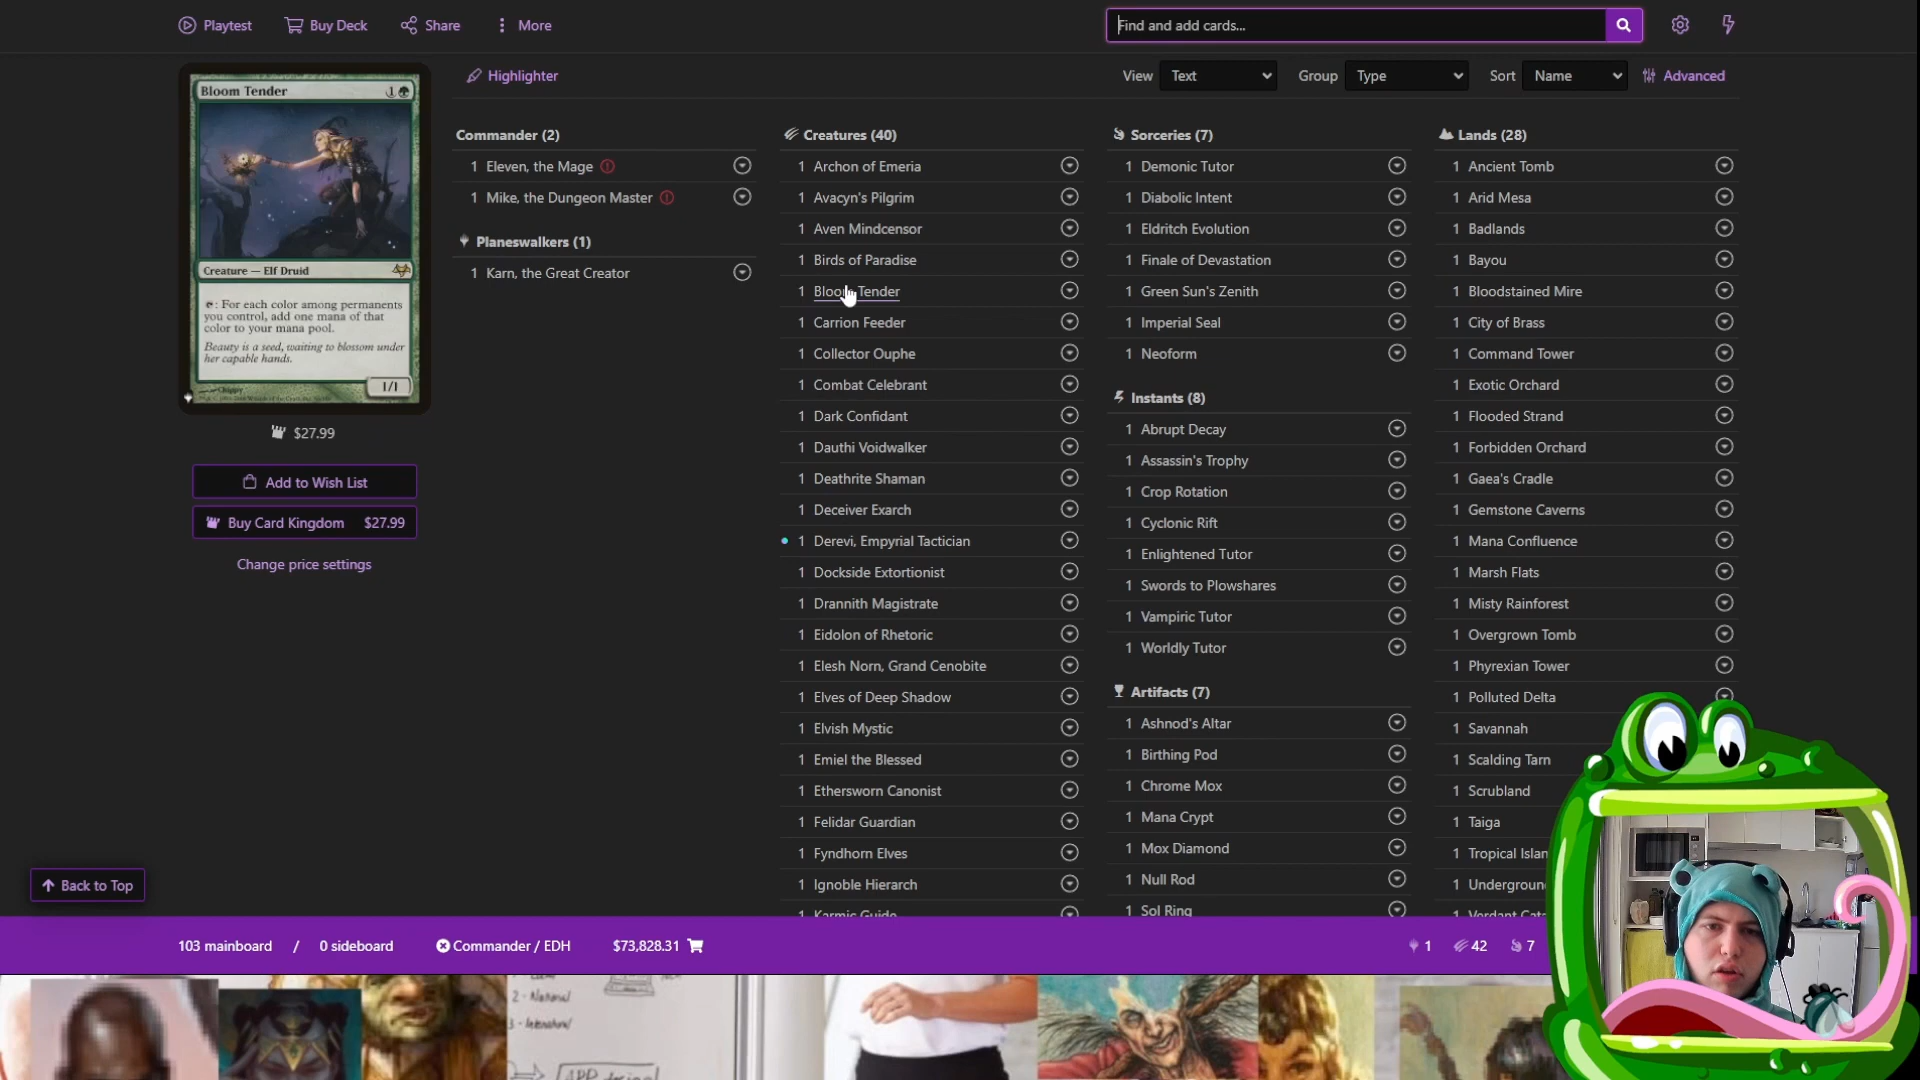 Playtest
Buy Deck
Share
More
Find and add cards...
Bloom Tender 1
Creature — Elf Druid
: For each color among permanents
you control, add one mana of that
color to your mana pool.
Beauty is a seed, waiting to blossom under
her capable hands.
1/1
$27.99
Add to Wish List
Buy Card Kingdom $27.99
Change price settings
Highlighter
View Text
Group Type
Sort Name
Advanced
Commander (2)
1 Eleven, the Mage
1 Mike, the Dungeon Master
Planeswalkers (1)
1 Karn, the Great Creator
Creatures (40)
1 Archon of Emeria
1 Avacyn's Pilgrim
1 Aven Mindcensor
1 Birds of Paradise
1 Bloom Tender
1 Carrion Feeder
1 Collector Ouphe
1 Combat Celebrant
1 Dark Confidant
1 Dauthi Voidwalker
1 Deathrite Shaman
1 Deceiver Exarch
1 Derevi, Empyrial Tactician
1 Dockside Extortionist
1 Drannith Magistrate
1 Eidolon of Rhetoric
1 Elesh Norn, Grand Cenobite
1 Elves of Deep Shadow
1 Elvish Mystic
1 Emiel the Blessed
1 Ethersworn Canonist
1 Felidar Guardian
1 Fyndhorn Elves
1 Ignoble Hierarch
1 Karmic Guide
Sorceries (7)
1 Demonic Tutor
1 Diabolic Intent
1 Eldritch Evolution
1 Finale of Devastation
1 Green Sun's Zenith
1 Imperial Seal
1 Neoform
Instants (8)
1 Abrupt Decay
1 Assassin's Trophy
1 Crop Rotation
1 Cyclonic Rift
1 Enlightened Tutor
1 Swords to Plowshares
1 Vampiric Tutor
1 Worldly Tutor
Artifacts (7)
1 Ashnod's Altar
1 Birthing Pod
1 Chrome Mox
1 Mana Crypt
1 Mox Diamond
1 Null Rod
1 Sol Ring
Lands (28)
1 Ancient Tomb
1 Arid Mesa
1 Badlands
1 Bayou
1 Bloodstained Mire
1 City of Brass
1 Command Tower
1 Exotic Orchard
1 Flooded Strand
1 Forbidden Orchard
1 Gaea's Cradle
1 Gemstone Caverns
1 Mana Confluence
1 Marsh Flats
1 Misty Rainforest
1 Overgrown Tomb
1 Phyrexian Tower
1 Polluted Delta
1 Savannah
1 Scalding Tarn
1 Scrubland
1 Taiga
1 Tropical Islan
1 Undergroun
1 Verdant Cata
Back to Top
103 mainboard / 0 sideboard
Commander / EDH
$73,828.31
1
42
7
2 - National
3 - International